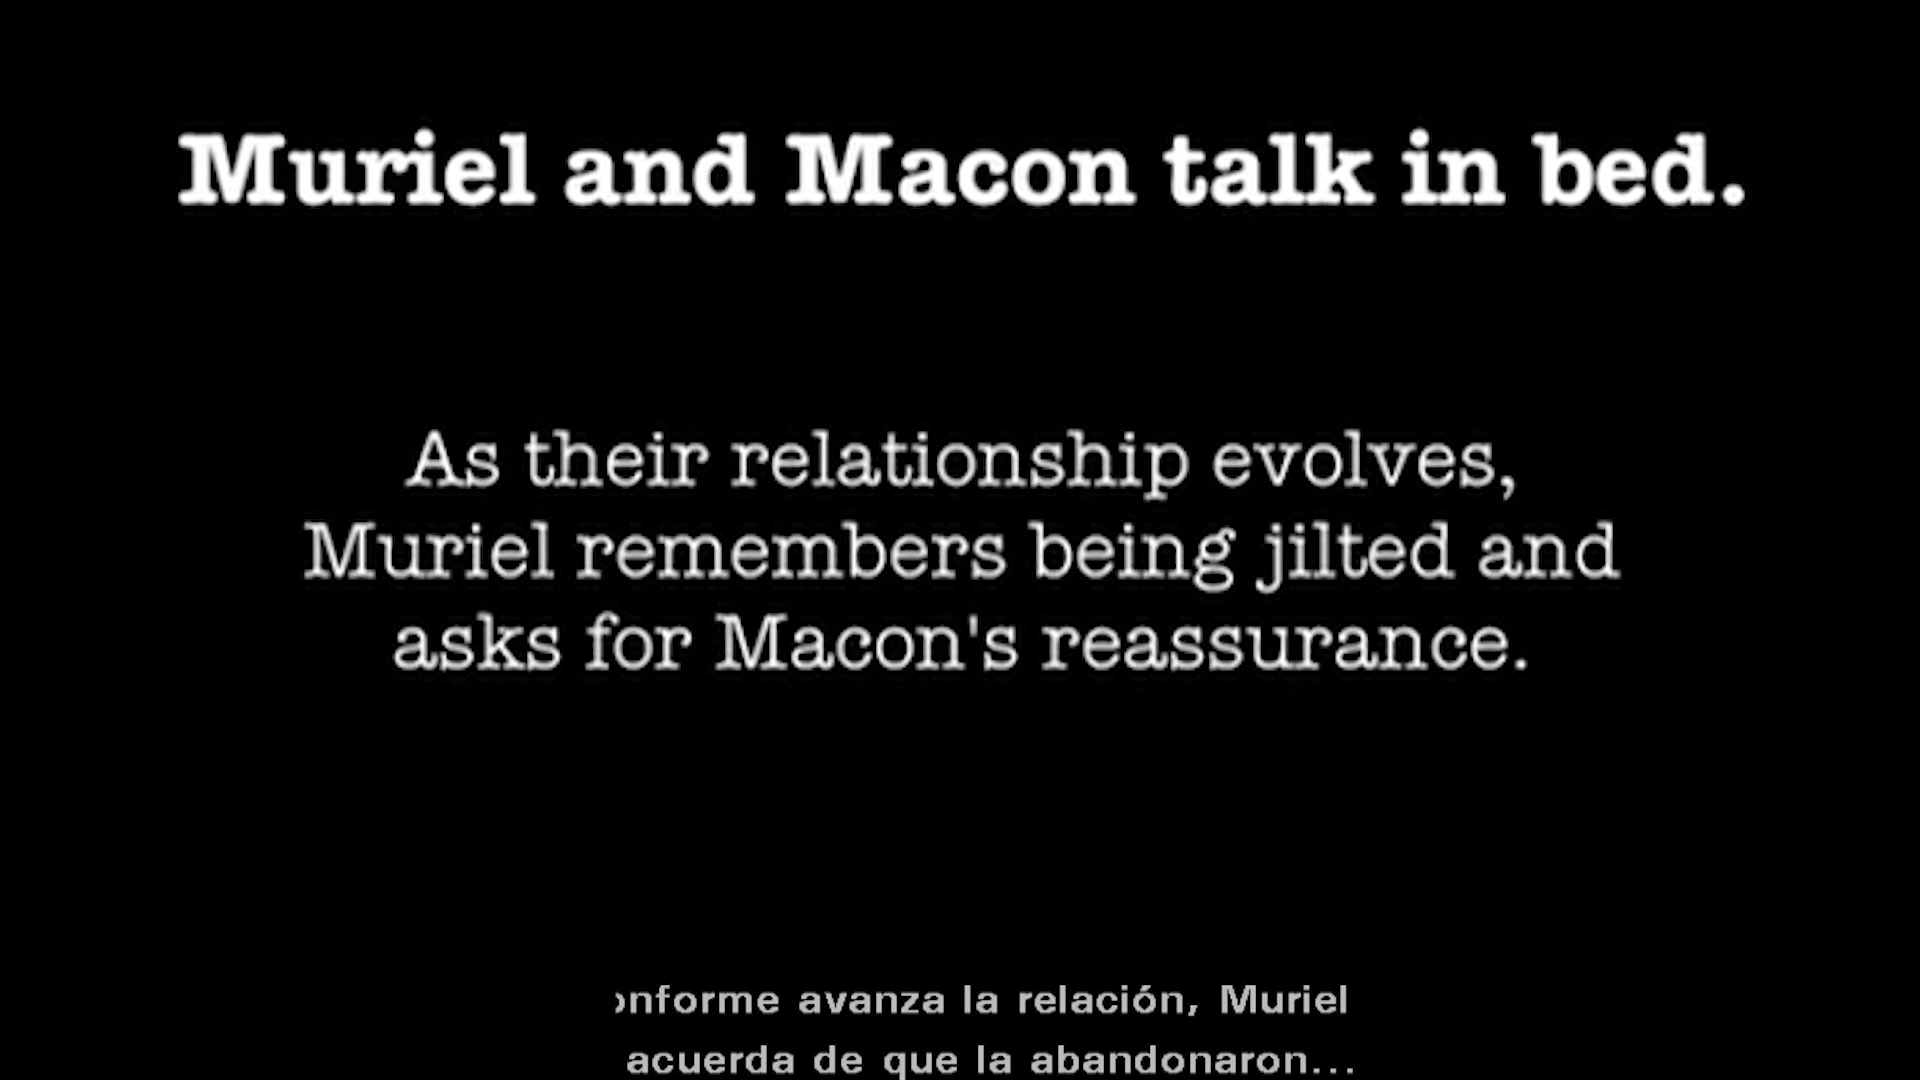 Muriel and Macon talk in bed.
As their relationship evolves,
Muriel remembers being jilted and
asks for Macon's reassurance.
onforme avanza la relación, Muriel
acuerda de que la abandonaron...